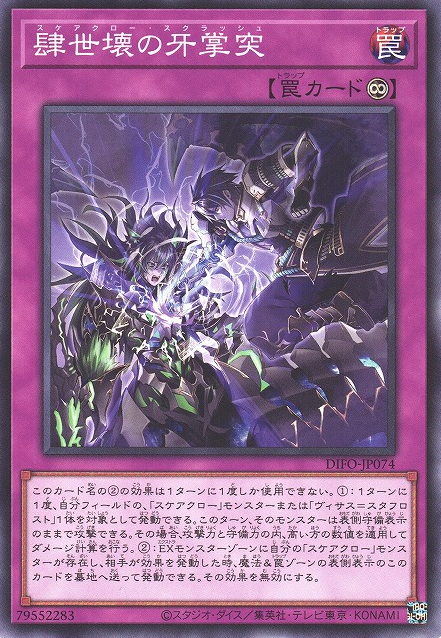 スケアクロー・スクラッシュ
肆世壊の牙掌突
トラップ
罠
【罠カード∞】
DIFO-JP074
このカード名の②の効果は1ターンに1度しか使用できない。①:1ターンに
1度、自分フィールドの、「スケアクロー」モンスターまたは「ヴィサス=スタフロ
スト」1体を対象として発動できる。このターン、そのモンスターは表側守備表示
のままで攻撃できる。その場合、攻撃力と守備力の内、高い方の数値を適用して
ダメージ計算を行う。②:EXモンスターゾーンに自分の「スケアクロー」モンス
ターが存在し、相手が効果を発動した時、魔法&罠ゾーンの表側表示のこの
カードを墓地へ送って発動できる。その効果を無効にする。
79552283
©スタジオ・ダイス/集英社・テレビ東京・KONAMI